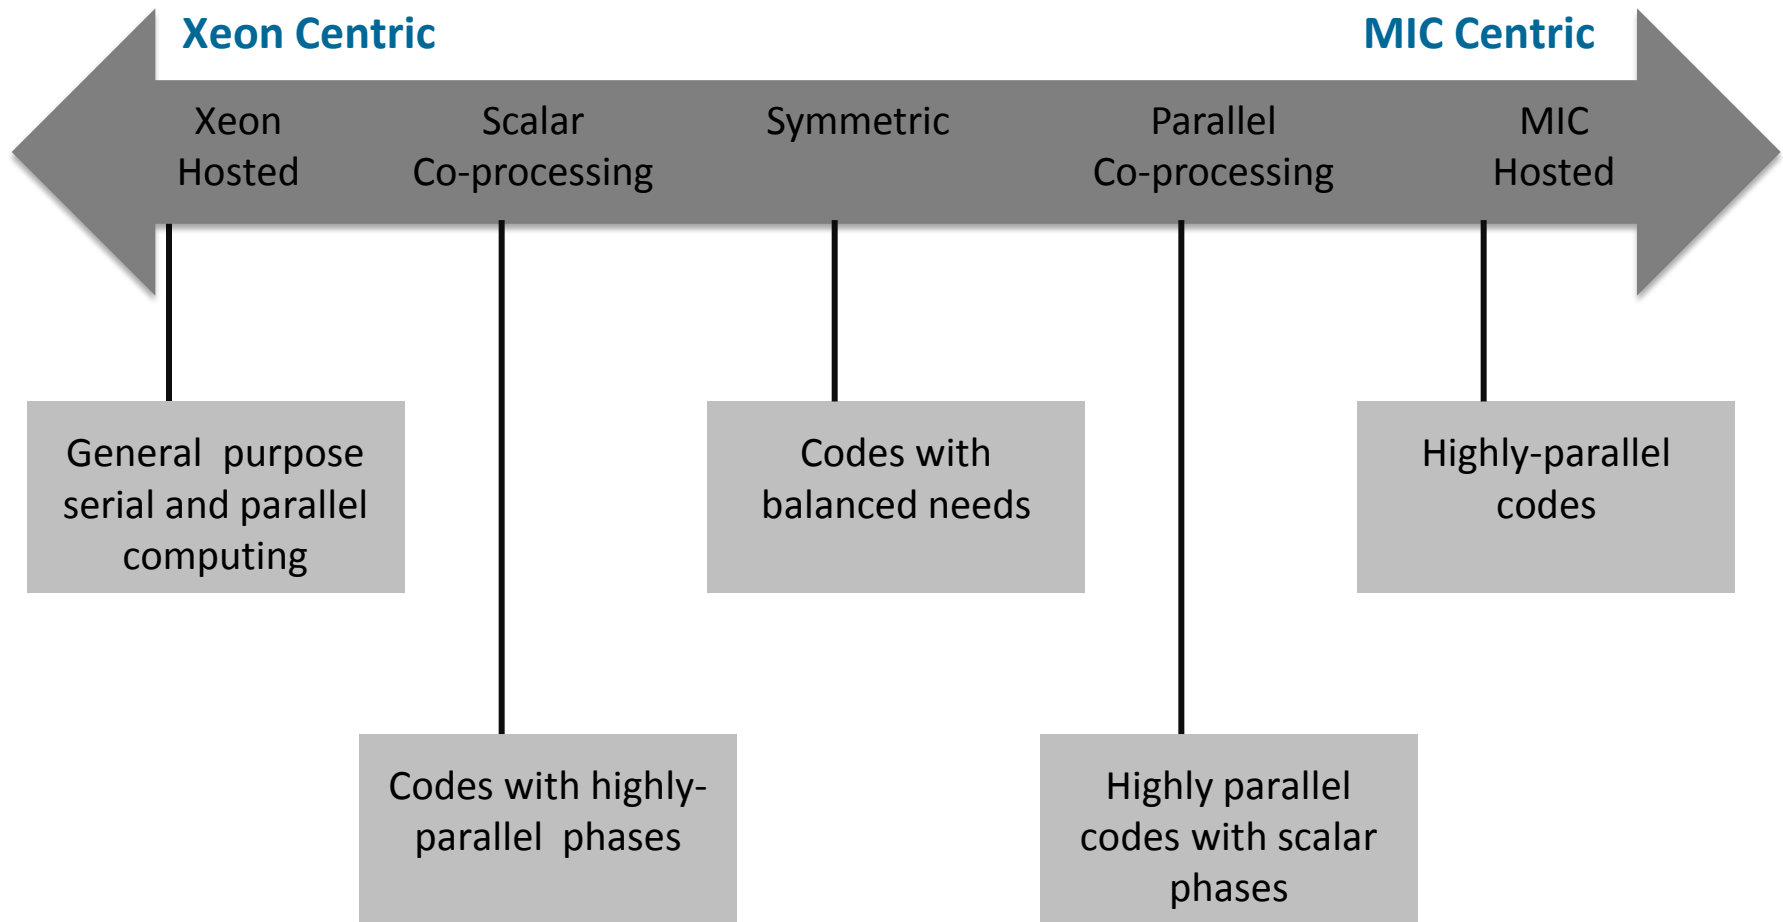 Xeon Centric
MIC Centric
Xeon
Hosted
Scalar
Co-processing
Symmetric
Parallel
Co-processing
MIC
Hosted
General purpose
serial and parallel
computing
Codes with
balanced needs
Highly-parallel
codes
Codes with highly-
parallel phases
Highly parallel
codes with scalar
phases